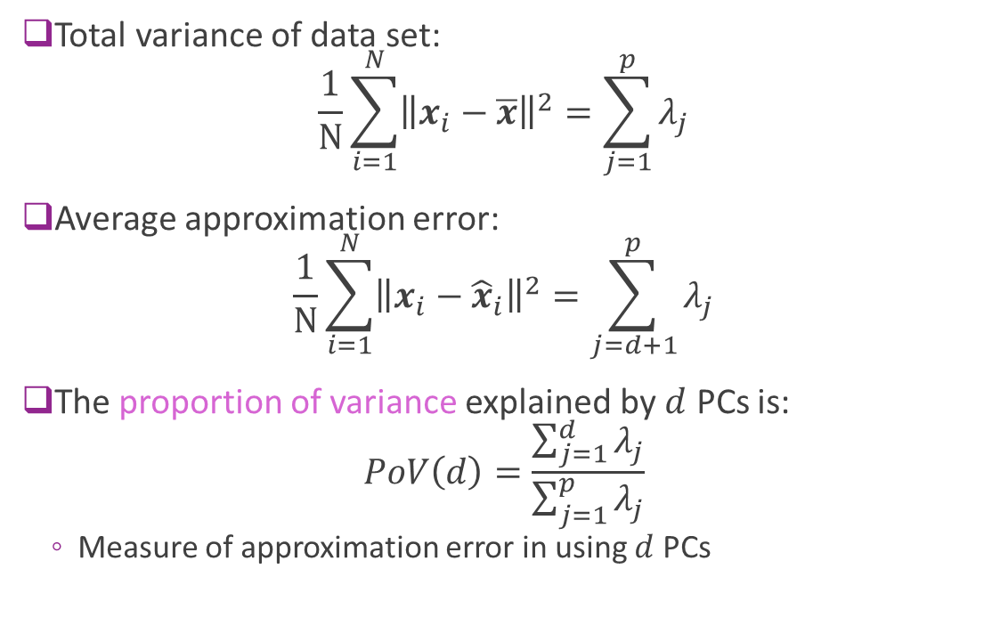 ❑Total variance of data set:
$$\frac{1}{\mathrm{N}}\sum_{i=1}^{N}\|\boldsymbol{x}_i-\overline{\boldsymbol{x}}\|^2=\sum_{j=1}^{p}\lambda_j$$
❑Average approximation error:
$$\frac{1}{\mathrm{N}}\sum_{i=1}^{N}\|\boldsymbol{x}_i-\widehat{\boldsymbol{x}}_i\|^2=\sum_{j=d+1}^{p}\lambda_j$$
❑The proportion of variance explained by $d$ PCs is:
$$PoV(d)=\frac{\sum_{j=1}^{d}\lambda_j}{\sum_{j=1}^{p}\lambda_j}$$
◦ Measure of approximation error in using $d$ PCs